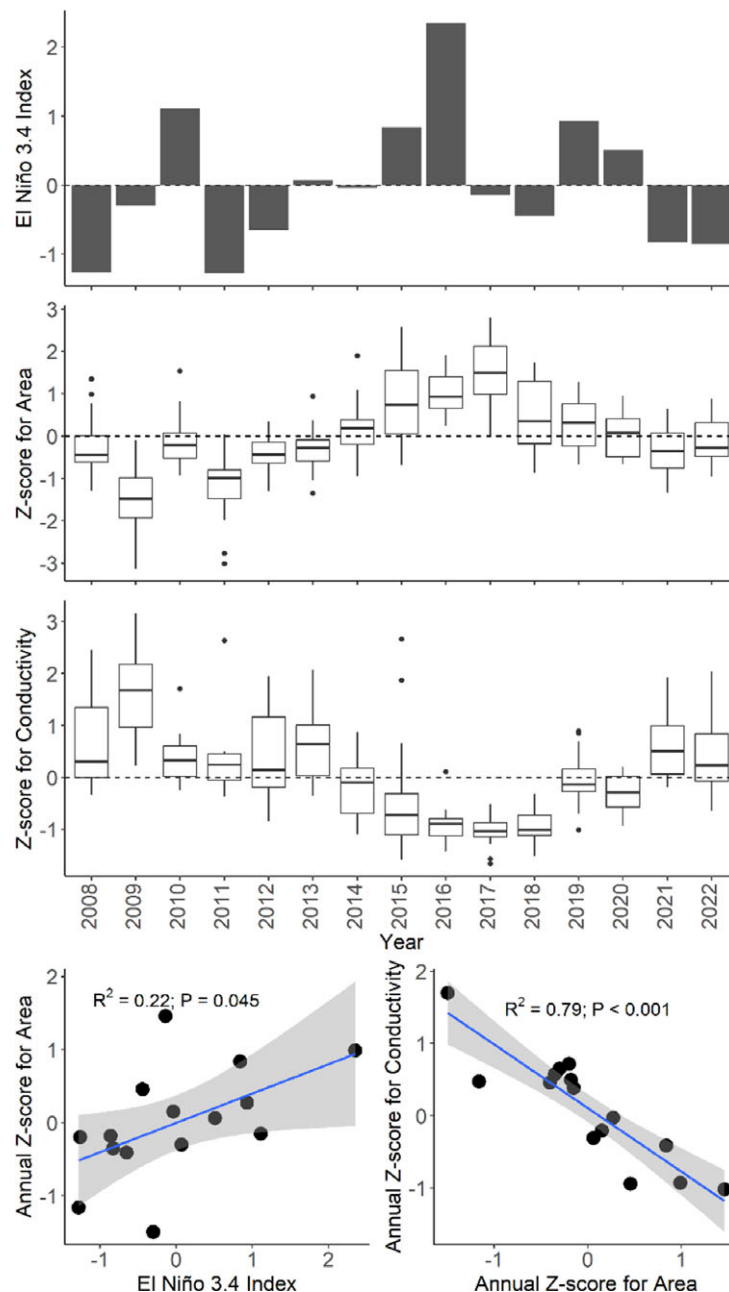 El Niño 3.4 Index
2
1
0
-1
Z-score for Area
3
2
1
0
-1
-2
-3
Z-score for Conductivity
3
2
1
0
-1
2008 2009 2010 2011 2012 2013 2014 2015 2016 2017 2018 2019 2020 2021 2022
Year
Annual Z-score for Area
2
1
0
-1
R² = 0.22; P = 0.045
-1 0 1 2
El Niño 3.4 Index
Annual Z-score for Conductivity
2
1
0
-1
R² = 0.79; P < 0.001
-1 0 1
Annual Z-score for Area